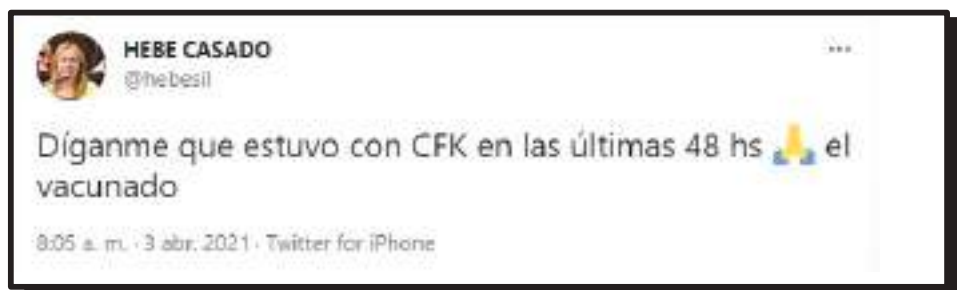 HEBE CASADO
@hebesil
Díganme que estuvo con CFK en las últimas 48 hs 🙏 el
vacunado
8:05 a. m. · 3 abr. 2021 · Twitter for iPhone